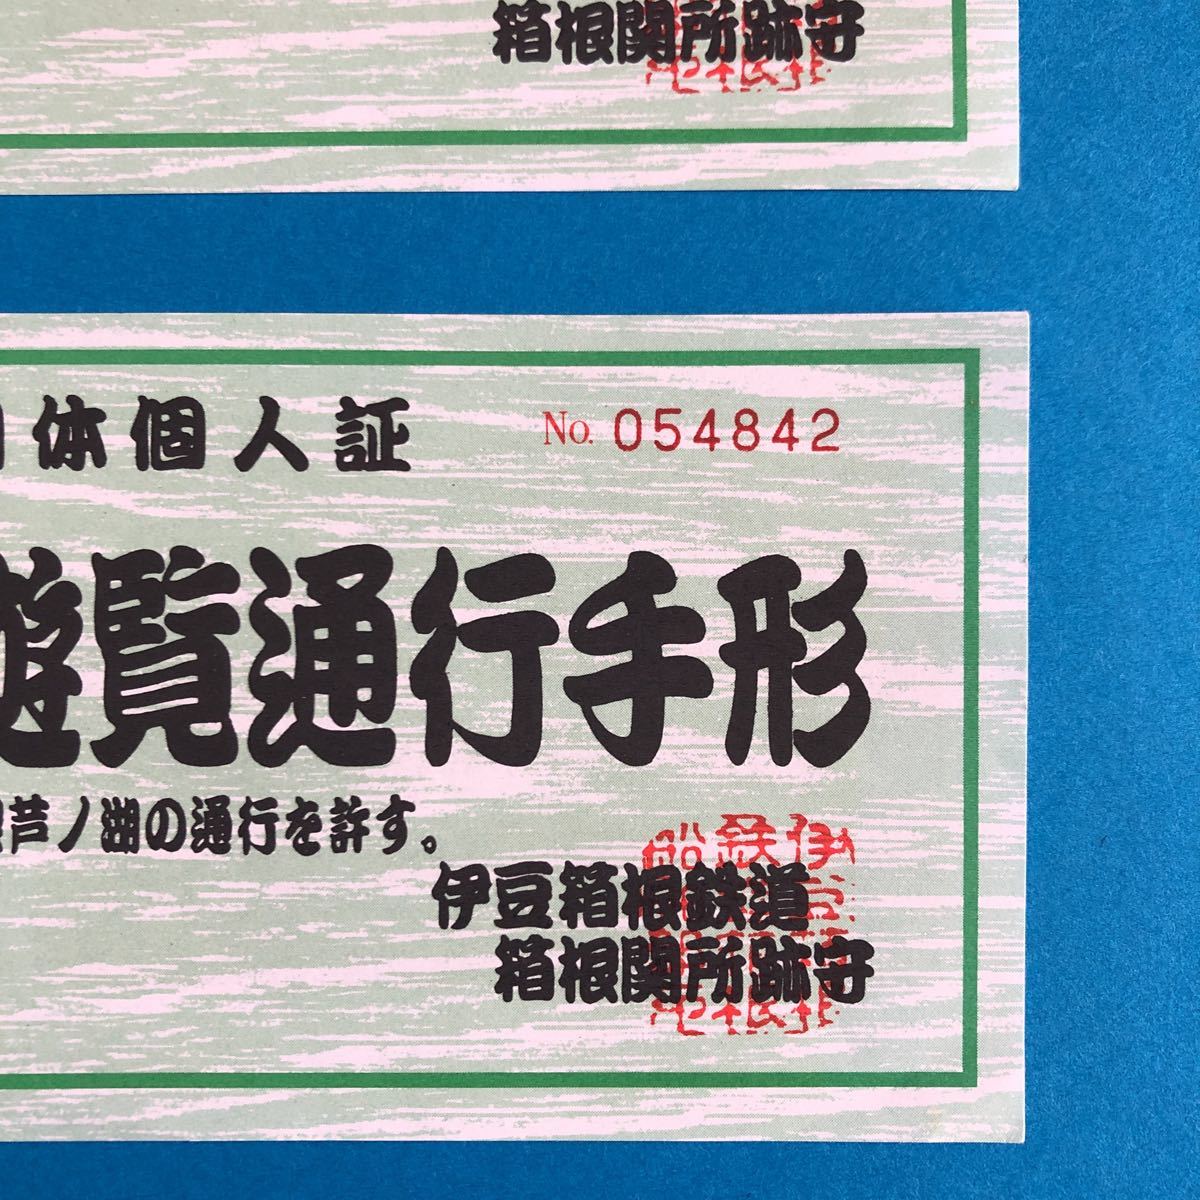 箱根関所跡守
体個人証
No. 054842
遊覧通行手形
芦ノ湖の通行を許す。
伊豆箱根鉄道
箱根関所跡守